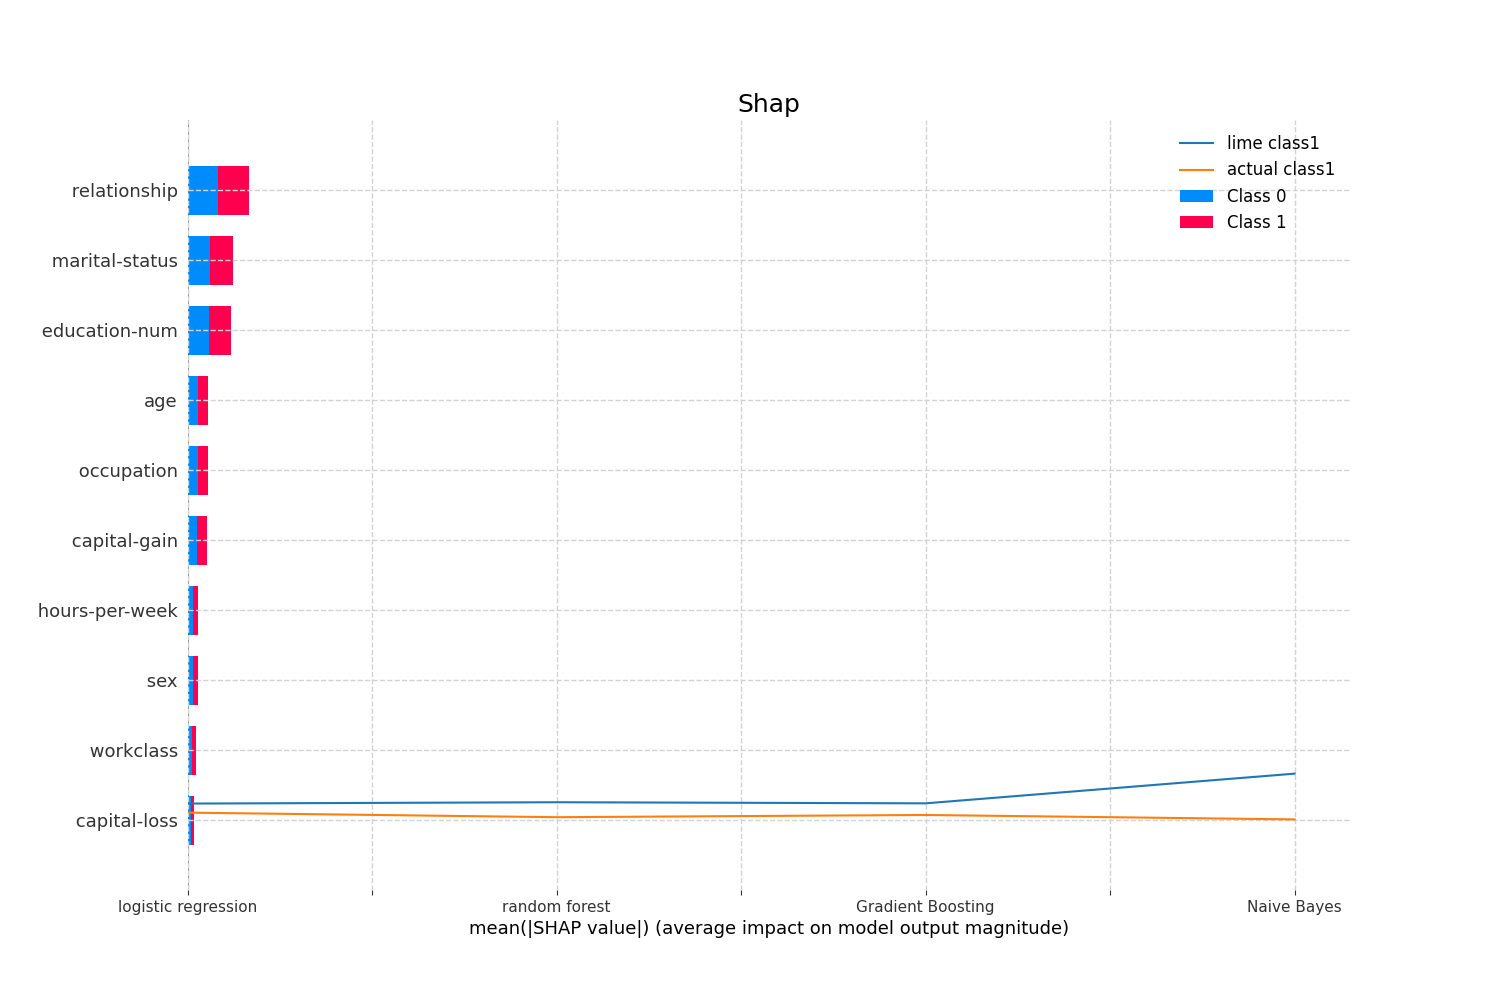 Shap
lime class1
actual class1
Class 0
Class 1
relationship
marital-status
education-num
age
occupation
capital-gain
hours-per-week
sex
workclass
capital-loss
logistic regression random forest Gradient Boosting Naive Bayes
mean(|SHAP value|) (average impact on model output magnitude)